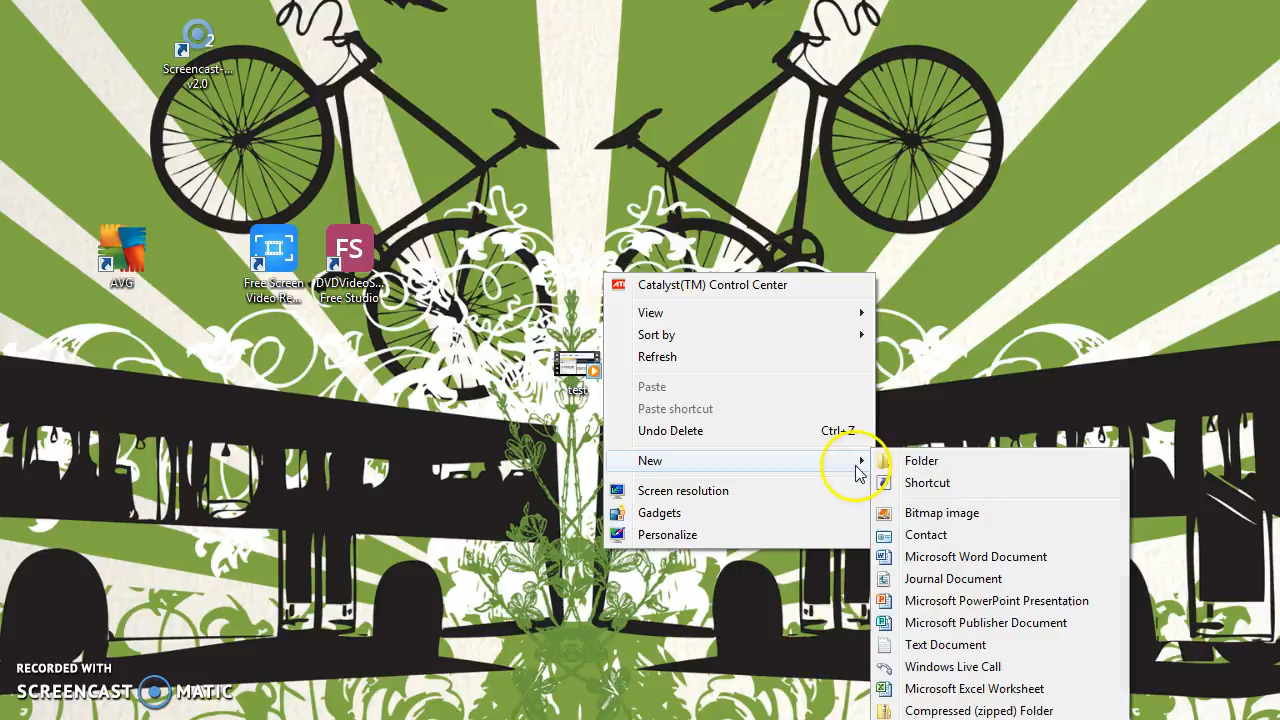 2
Screencast-...
v2.0
AVG
Free Screen
Video Re...
FS
DVDVideoS...
Free Studio
test
ATI
Catalyst(TM) Control Center
View
Sort by
Refresh
Paste
Paste shortcut
Undo Delete Ctrl+Z
New
Screen resolution
Gadgets
Personalize
Folder
Shortcut
Bitmap image
Contact
Microsoft Word Document
Journal Document
Microsoft PowerPoint Presentation
Microsoft Publisher Document
Text Document
Windows Live Call
Microsoft Excel Worksheet
Compressed (zipped) Folder
RECORDED WITH
SCREENCAST MATIC